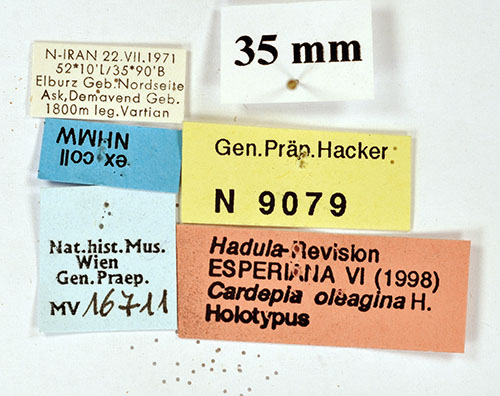 N-IRAN 22.VII.1971
52°10'L/35°90'B
Elburz Geb.Nordseite
Ask,Demavend Geb.
1800m leg.Vartian
35 mm
ex coll
NHMW
Gen.Präp.Hacker
N 9079
Nat.hist.Mus.
Wien
Gen.Praep.
MV 16711
Hadula-Revision
ESPERIANA VI (1998)
Cardepia oleagina H.
Holotypus